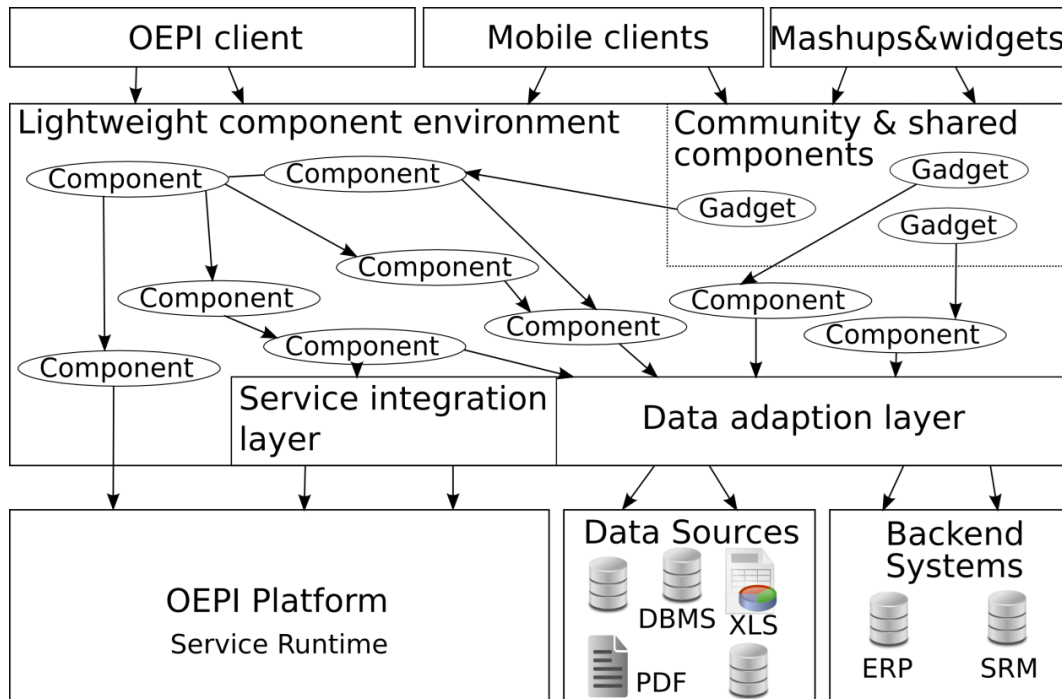 OEPI client
Mobile clients
Mashups&widgets
Lightweight component environment
Community & shared
components
Component
Component
Gadget
Gadget
Gadget
Component
Component
Component
Component
Component
Component
Component
Service integration
layer
Data adaption layer
OEPI Platform
Service Runtime
Data Sources
DBMS
XLS
PDF
Backend
Systems
ERP
SRM